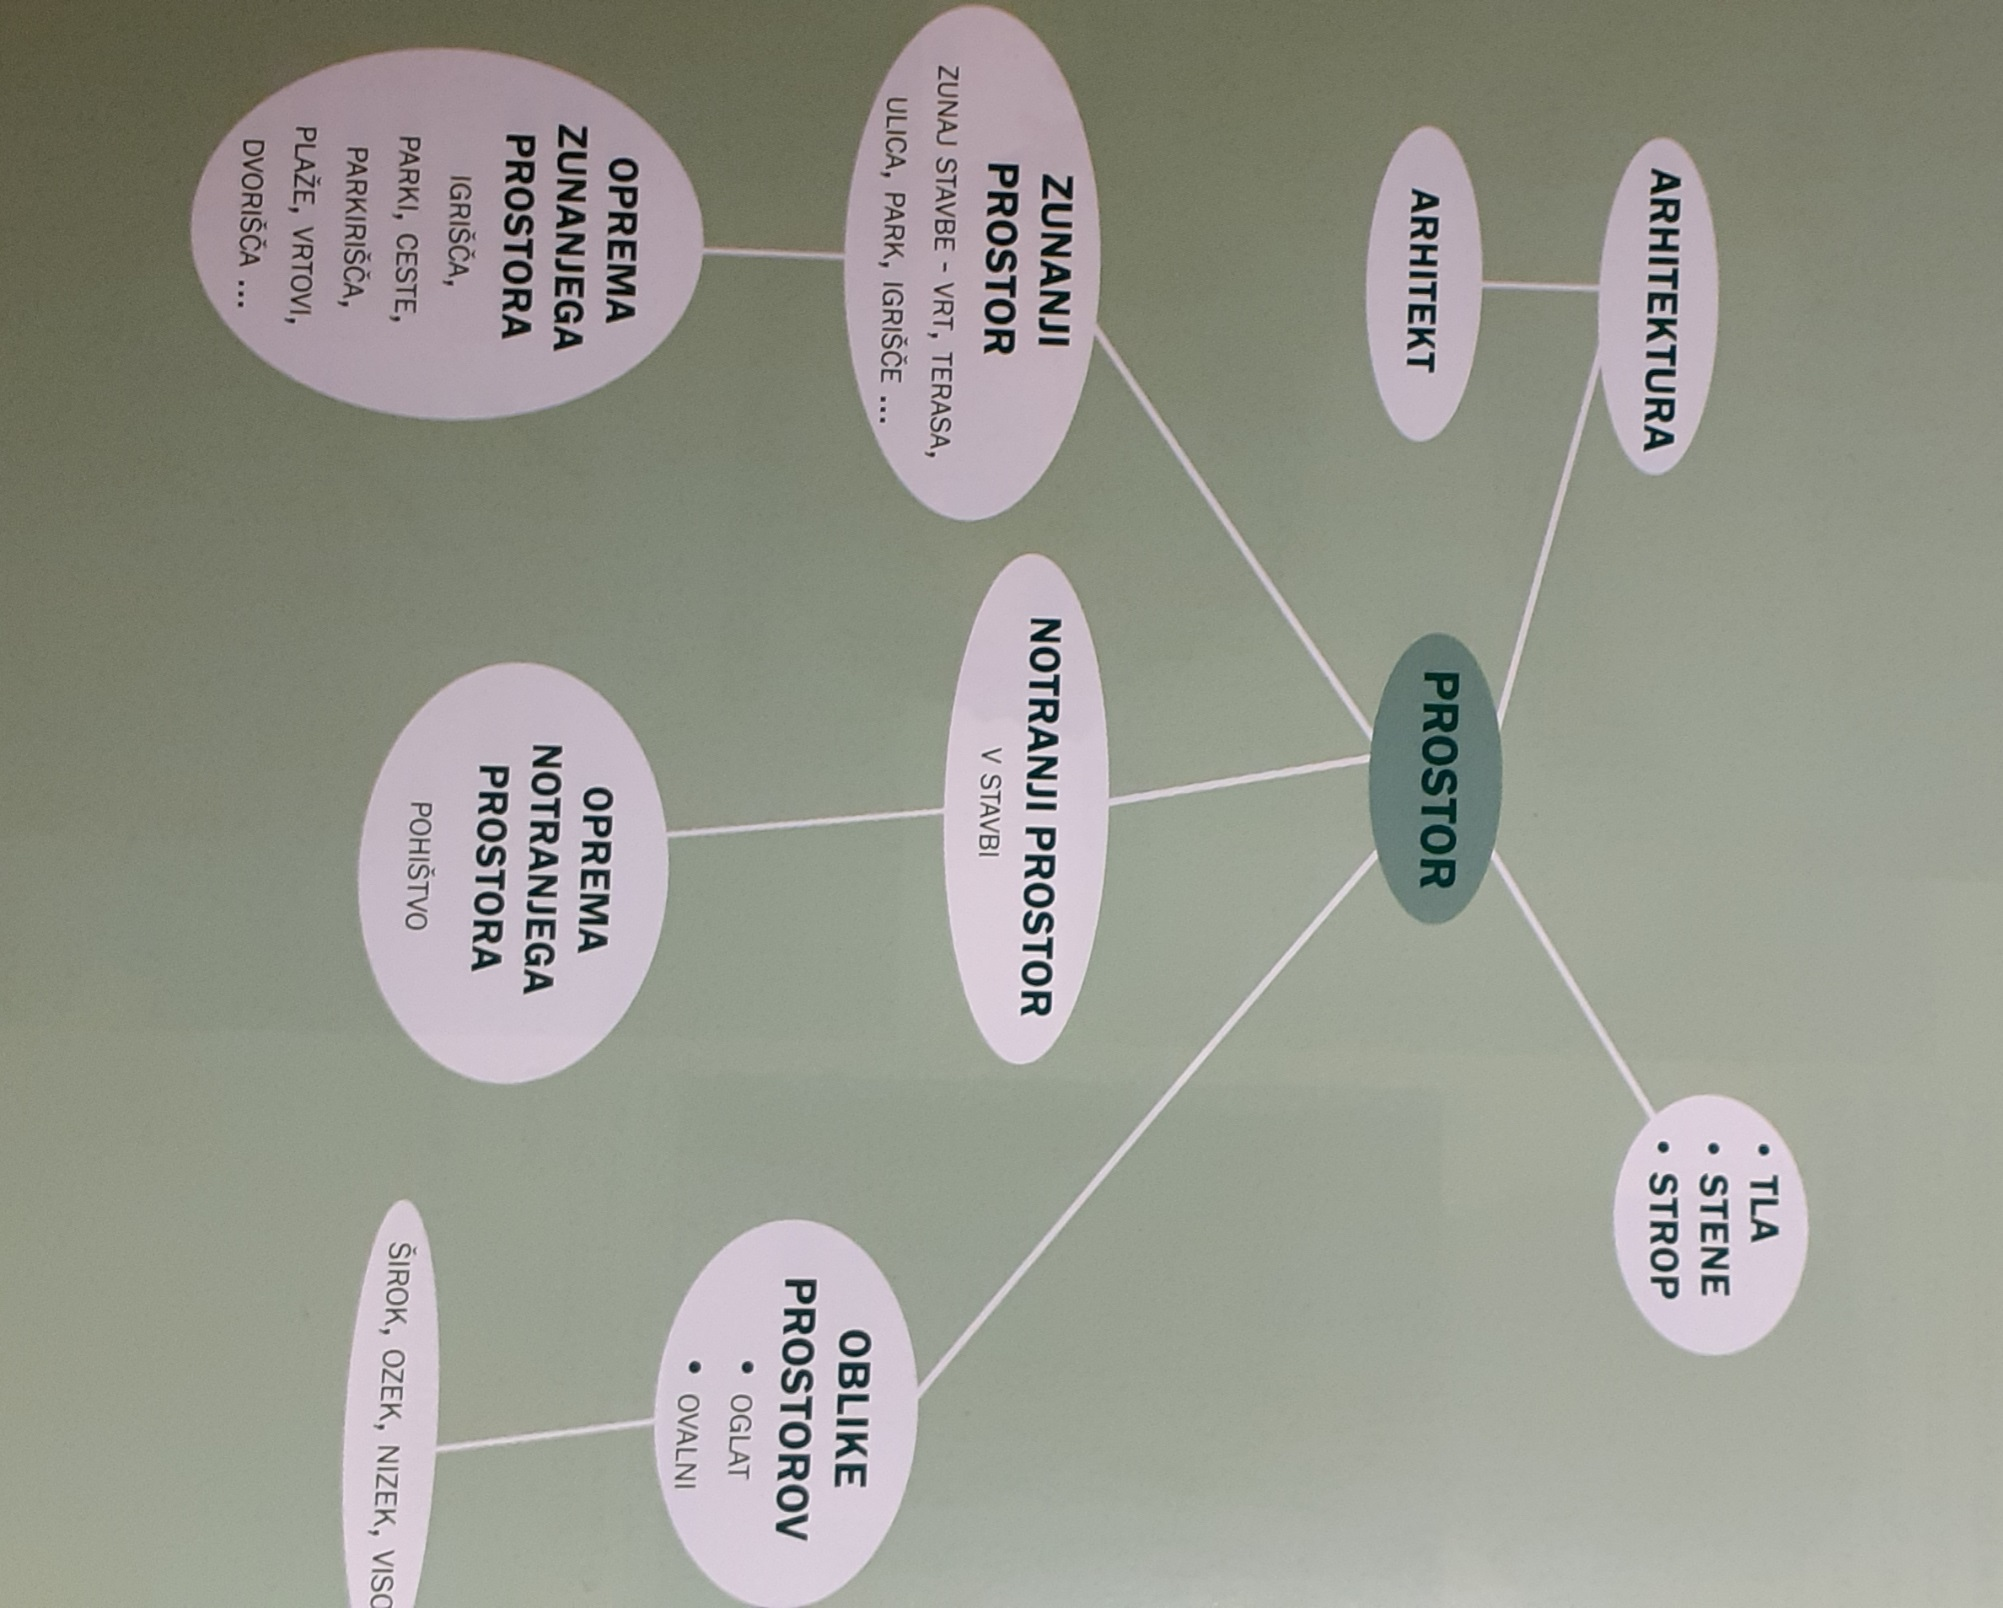 ARHITEKTURA
ARHITEKT
PROSTOR
• TLA
• STENE
• STROP
ZUNANJI
PROSTOR
ZUNAJ STAVBE - VRT, TERASA,
ULICA, PARK, IGRIŠČE ...
NOTRANJI PROSTOR
V STAVBI
OBLIKE
PROSTOROV
• OGLAT
• OVALNI
OPREMA
ZUNANJEGA
PROSTORA
IGRIŠČA,
PARKI, CESTE,
PARKIRIŠČA,
PLAŽE, VRTOVI,
DVORIŠČA ...
OPREMA
NOTRANJEGA
PROSTORA
POHIŠTVO
ŠIROK, OZEK, NIZEK,